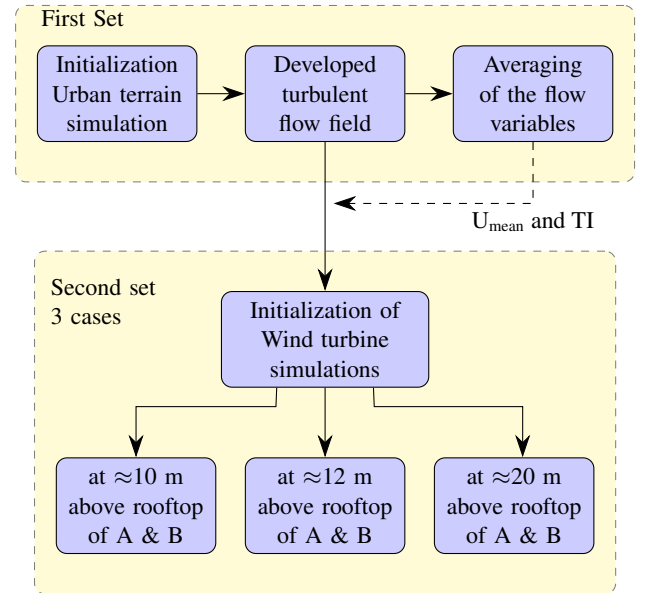 First Set
Initialization
Urban terrain
simulation
Developed
turbulent
flow field
Averaging
of the flow
variables
U_mean and TI
Second set
3 cases
Initialization of
Wind turbine
simulations
at ≈10 m
above rooftop
of A & B
at ≈12 m
above rooftop
of A & B
at ≈20 m
above rooftop
of A & B